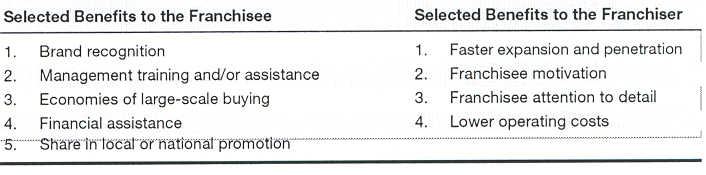 Selected Benefits to the Franchisee
1. Brand recognition
2. Management training and/or assistance
3. Economies of large-scale buying
4. Financial assistance
5. Share in local or national promotion
Selected Benefits to the Franchiser
1. Faster expansion and penetration
2. Franchisee motivation
3. Franchisee attention to detail
4. Lower operating costs